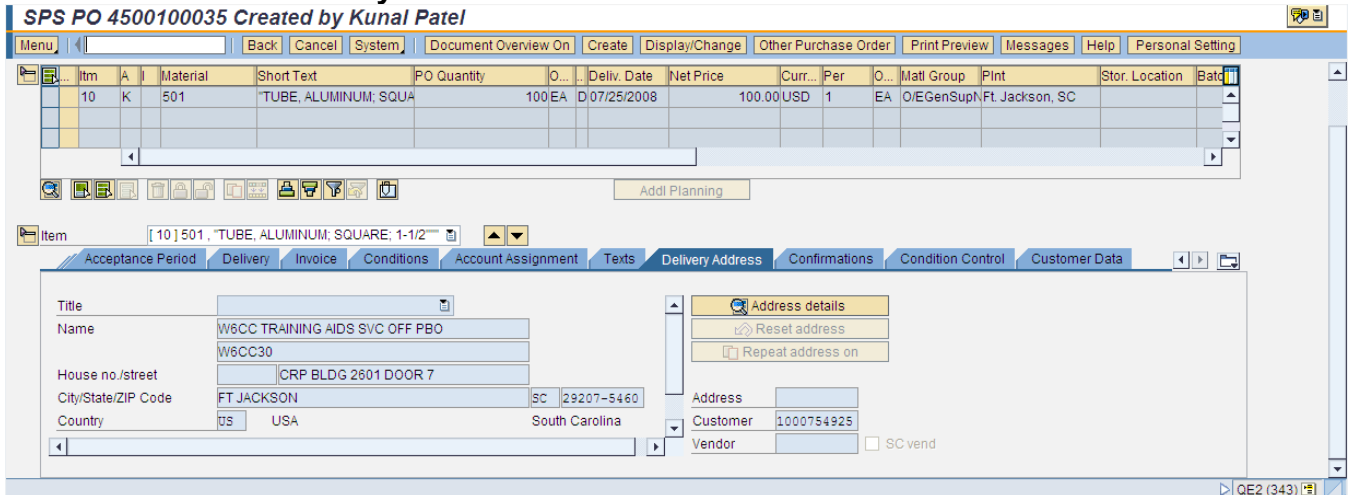 SPS PO 4500100035 Created by Kunal Patel
Menu Back Cancel System Document Overview On Create Display/Change Other Purchase Order Print Preview Messages Help Personal Setting
... Itm A I Material Short Text PO Quantity O... .. Deliv. Date Net Price Curr... Per O... Matl Group Plnt Stor. Location Batc
10 K 501 "TUBE, ALUMINUM; SQUA 100 EA D 07/25/2008 100.00 USD 1 EA O/EGenSupN Ft. Jackson, SC
Addl Planning
Item [ 10 ] 501 , "TUBE, ALUMINUM; SQUARE; 1-1/2""""
Acceptance Period Delivery Invoice Conditions Account Assignment Texts Delivery Address Confirmations Condition Control Customer Data
Title Address details
Name W6CC TRAINING AIDS SVC OFF PBO Reset address
W6CC30 Repeat address on
House no./street CRP BLDG 2601 DOOR 7
City/State/ZIP Code FT JACKSON SC 29207-5460 Address
Country US USA South Carolina Customer 1000754925
Vendor SC vend
QE2 (343)